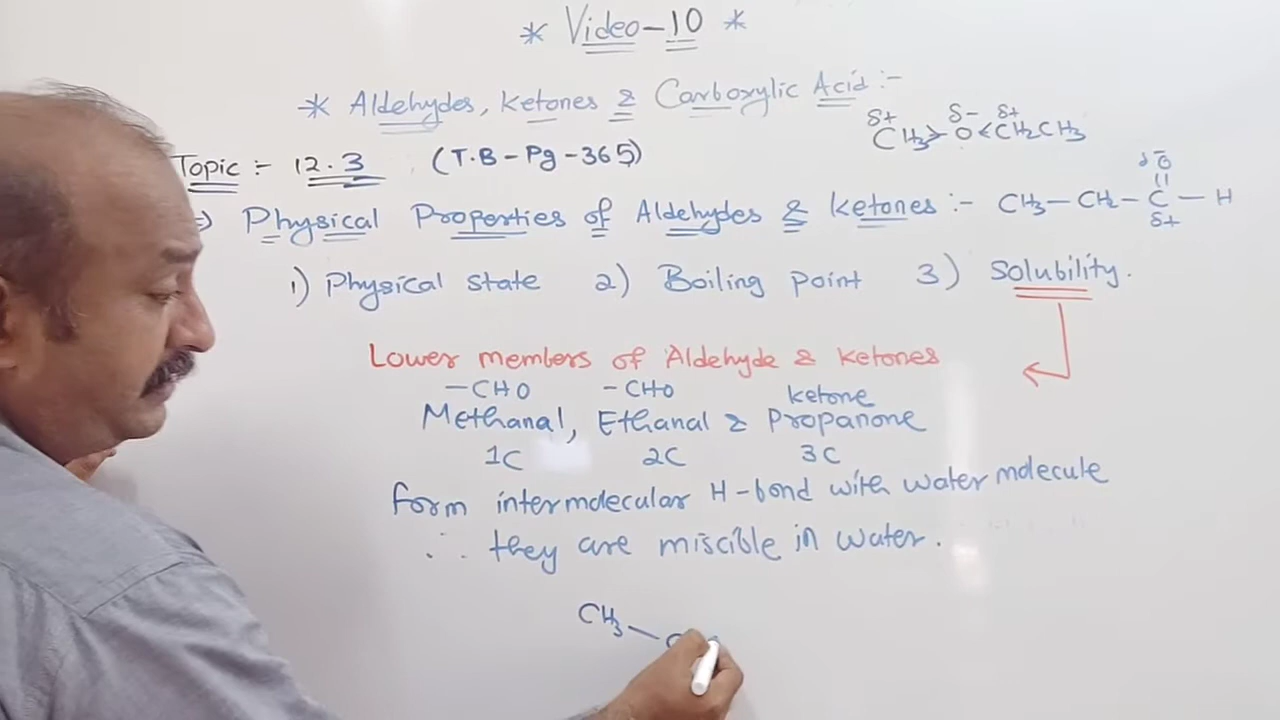 * Video-10 *
* Aldehydes, Ketones & Carboxylic Acid :-
δ+ δ- δ+
CH3 > O < CH2CH3
Topic :- 12.3 (T.B - Pg - 365)
δ- O
=> Physical Properties of Aldehydes & ketones :- CH3 - CH2 - C - H
δ+
1) Physical state 2) Boiling point 3) Solubility.
Lower members of Aldehyde & ketones
-CHO -CHO ketone
Methanal, Ethanal & Propanone
1C 2C 3C
form intermolecular H-bond with water molecule
∴ they are miscible in water.
CH3 -